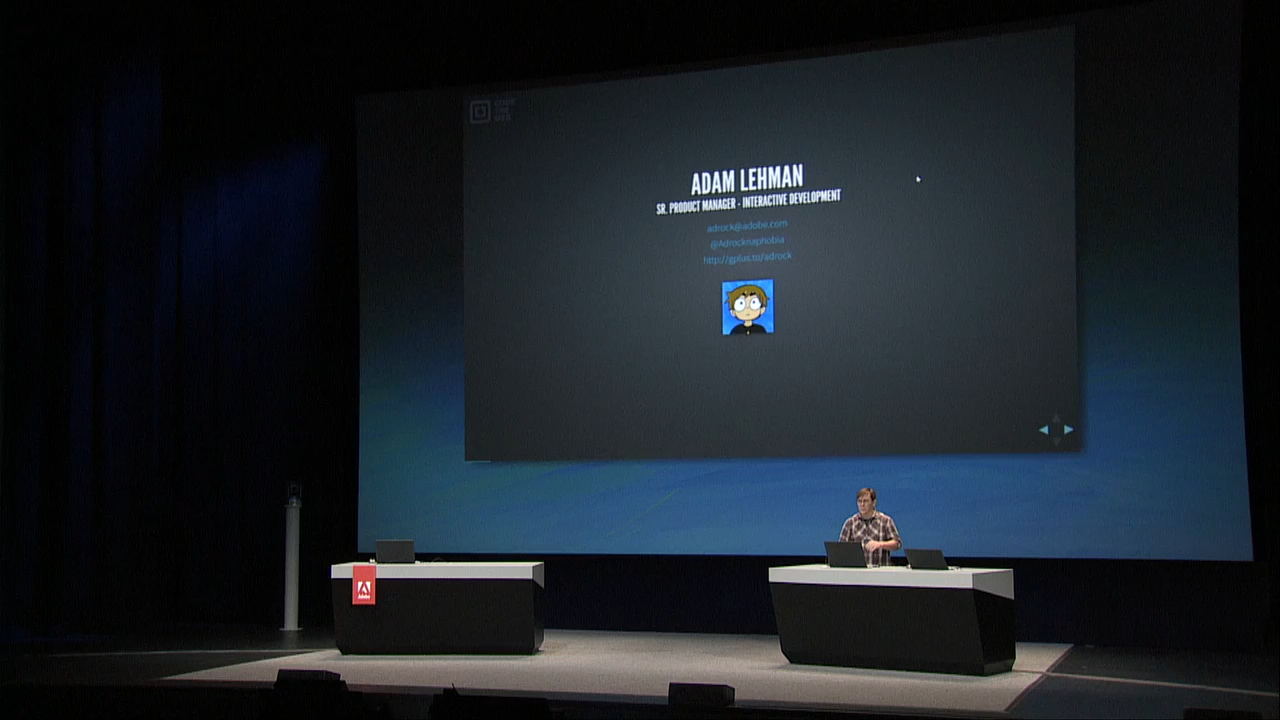 ADAM LEHMAN
SR. PRODUCT MANAGER - INTERACTIVE DEVELOPMENT
adrock@adobe.com
@Adrocknaphobia
http://gplus.to/adrock
Adobe